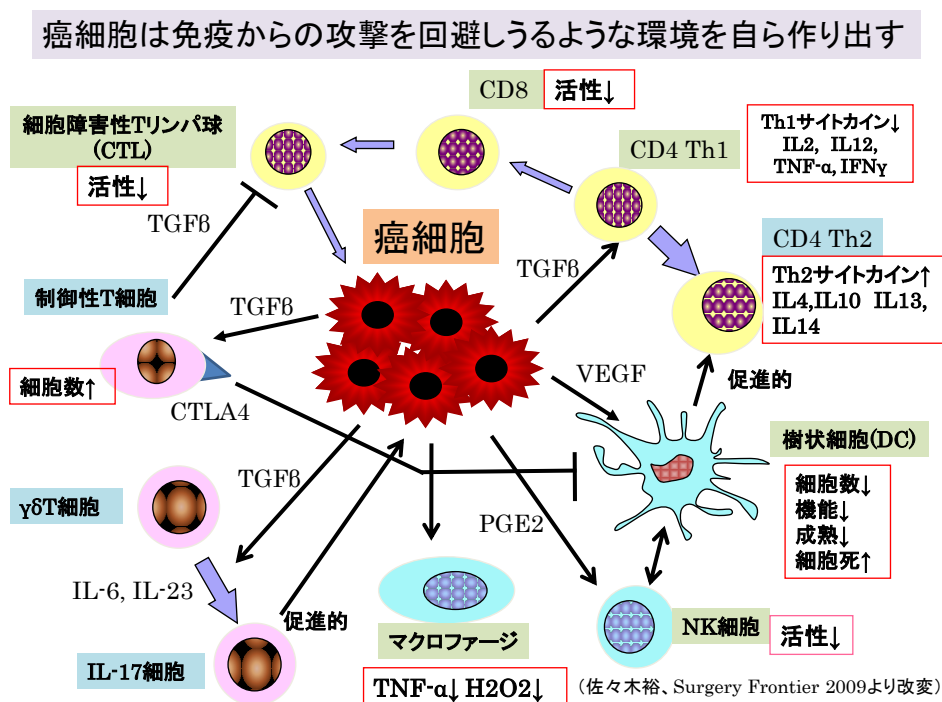 癌細胞は免疫からの攻撃を回避しうるような環境を自ら作り出す
CD8
活性↓
細胞障害性Tリンパ球
(CTL)
活性↓
Th1サイトカイン↓
IL2, IL12,
TNF-α, IFNγ
CD4 Th1
TGFβ
癌細胞
CD4 Th2
TGFβ
Th2サイトカイン↑
IL4,IL10 IL13,
IL14
制御性T細胞
TGFβ
細胞数↑
CTLA4
VEGF
促進的
樹状細胞(DC)
細胞数↓
機能↓
成熟↓
細胞死↑
TGFβ
γδT細胞
PGE2
IL-6, IL-23
促進的
マクロファージ
NK細胞
活性↓
IL-17細胞
TNF-α↓ H2O2↓
(佐々木裕、Surgery Frontier 2009より改変)